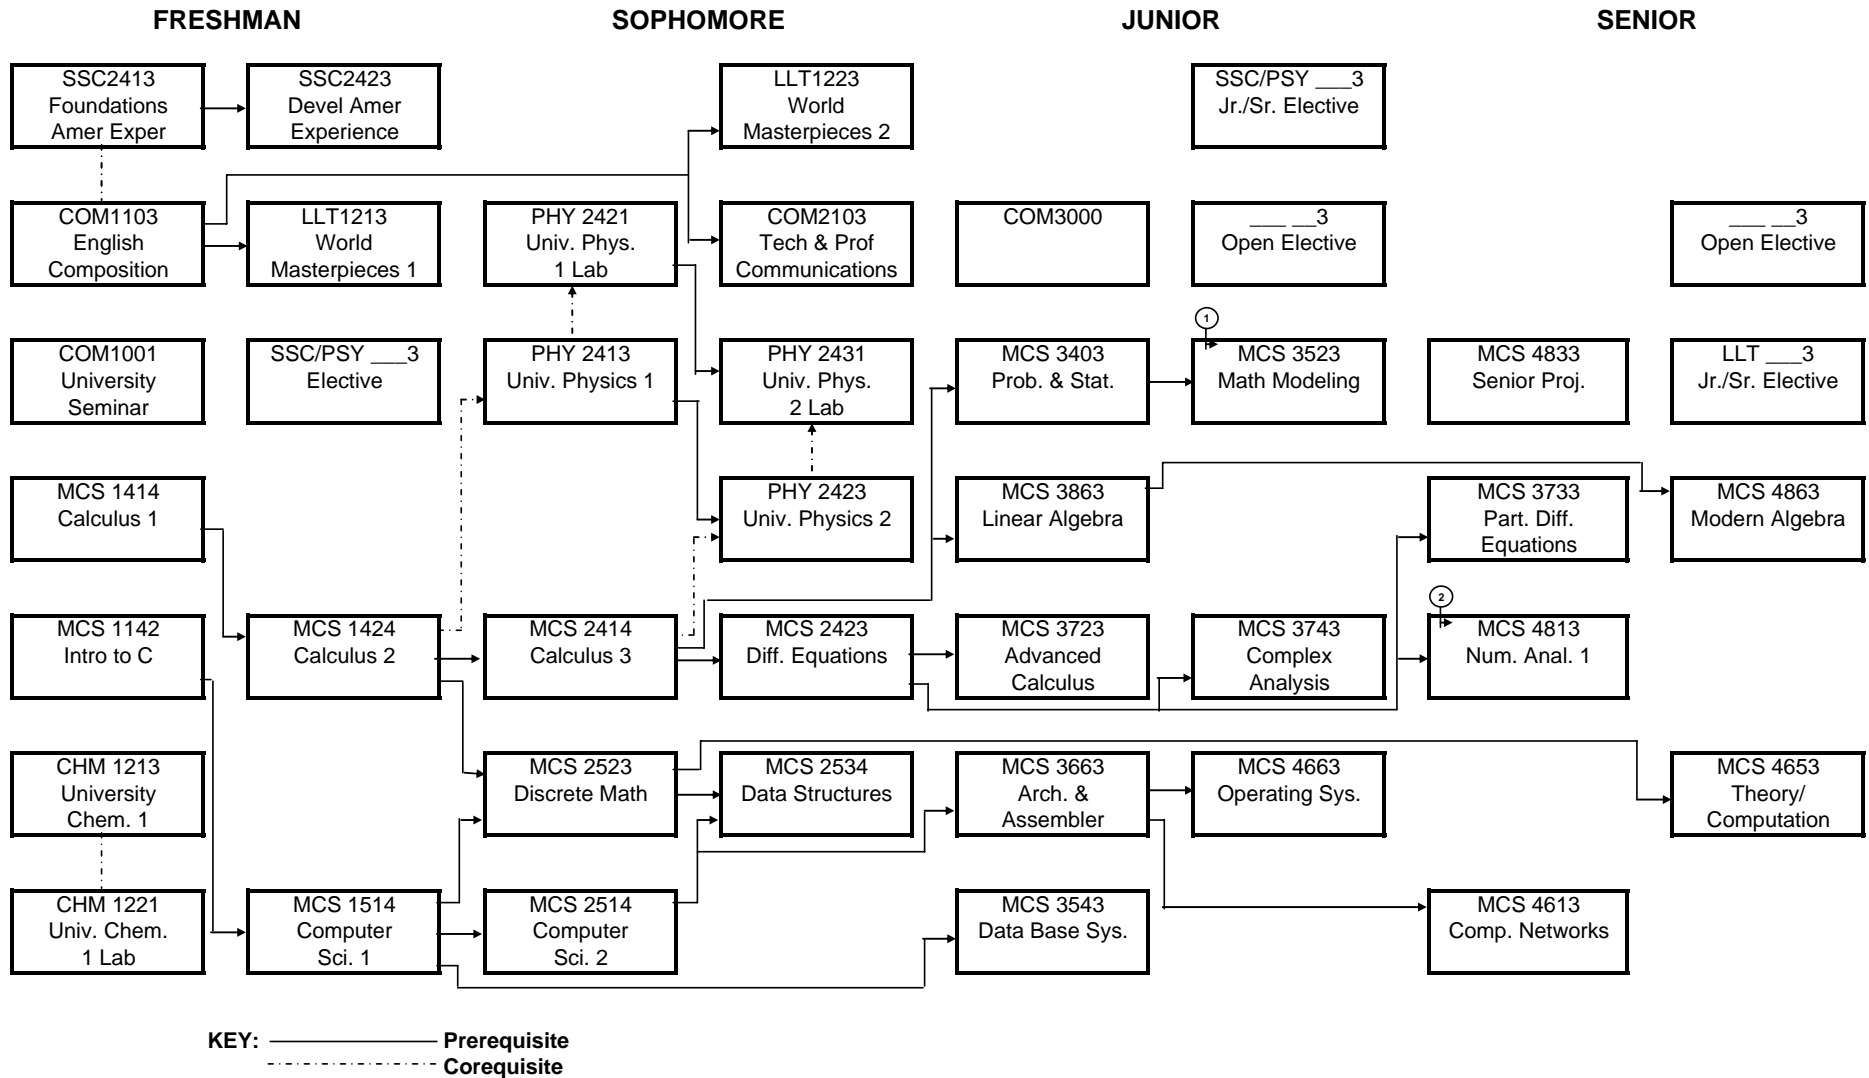 FRESHMAN
SOPHOMORE
JUNIOR
SENIOR
SSC2413
Foundations
Amer Exper
SSC2423
Devel Amer
Experience
LLT1223
World
Masterpieces 2
SSC/PSY ___3
Jr./Sr. Elective
COM1103
English
Composition
LLT1213
World
Masterpieces 1
PHY 2421
Univ. Phys.
1 Lab
COM2103
Tech & Prof
Communications
COM3000
___ __3
Open Elective
___ __3
Open Elective
COM1001
University
Seminar
SSC/PSY ___3
Elective
PHY 2413
Univ. Physics 1
PHY 2431
Univ. Phys.
2 Lab
MCS 3403
Prob. & Stat.
1
MCS 3523
Math Modeling
MCS 4833
Senior Proj.
LLT ___3
Jr./Sr. Elective
MCS 1414
Calculus 1
PHY 2423
Univ. Physics 2
MCS 3863
Linear Algebra
MCS 3733
Part. Diff.
Equations
MCS 4863
Modern Algebra
MCS 1142
Intro to C
MCS 1424
Calculus 2
MCS 2414
Calculus 3
MCS 2423
Diff. Equations
MCS 3723
Advanced
Calculus
MCS 3743
Complex
Analysis
2
MCS 4813
Num. Anal. 1
CHM 1213
University
Chem. 1
MCS 2523
Discrete Math
MCS 2534
Data Structures
MCS 3663
Arch. &
Assembler
MCS 4663
Operating Sys.
MCS 4653
Theory/
Computation
CHM 1221
Univ. Chem.
1 Lab
MCS 1514
Computer
Sci. 1
MCS 2514
Computer
Sci. 2
MCS 3543
Data Base Sys.
MCS 4613
Comp. Networks
KEY:
Prerequisite
Corequisite